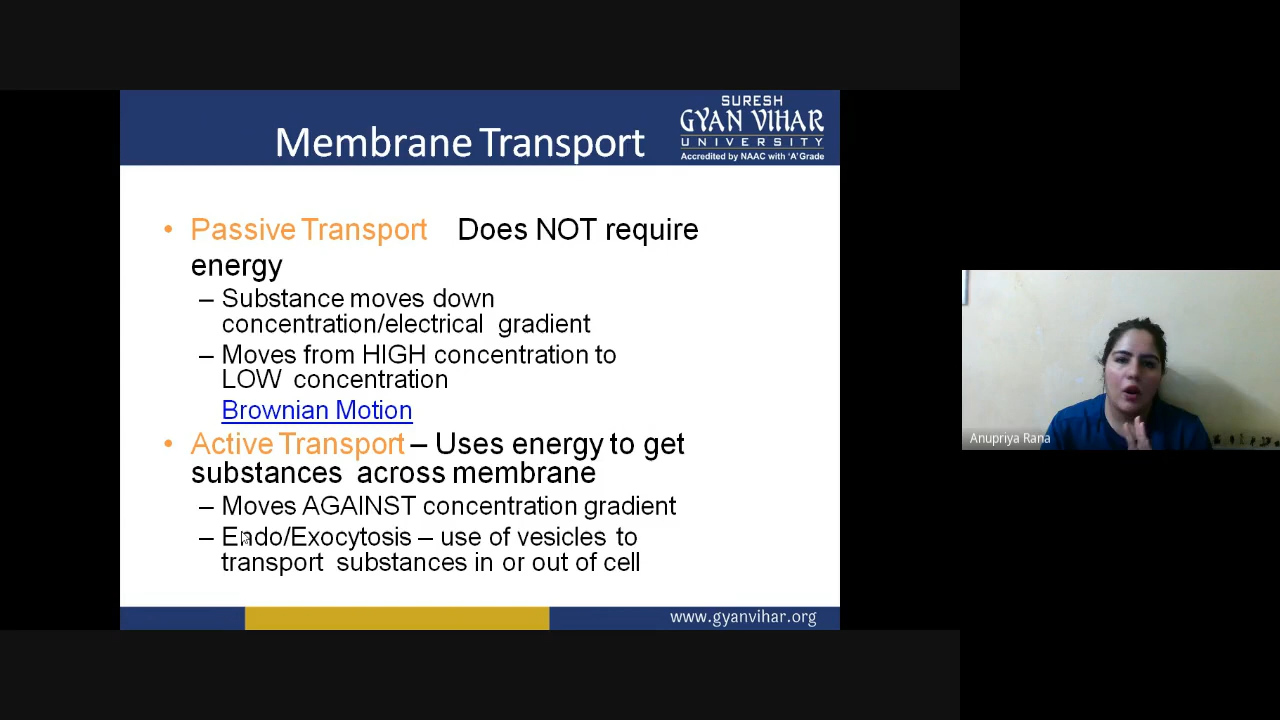 Membrane Transport
SURESH
GYAN VIHAR
UNIVERSITY
Accredited by NAAC with 'A' Grade
• Passive Transport Does NOT require
energy
– Substance moves down
concentration/electrical gradient
– Moves from HIGH concentration to
LOW concentration
Brownian Motion
• Active Transport – Uses energy to get
substances across membrane
– Moves AGAINST concentration gradient
– Endo/Exocytosis – use of vesicles to
transport substances in or out of cell
www.gyanvihar.org
Anupriya Rana